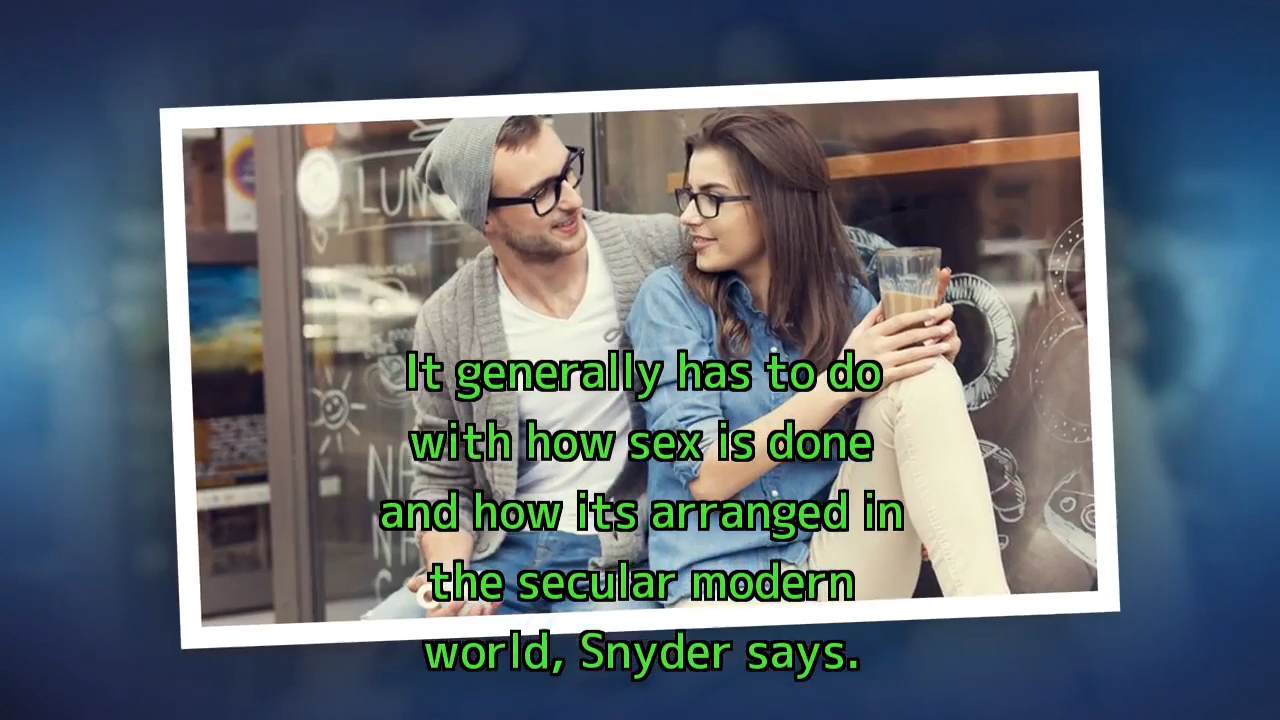 LUN
It generally has to do
with how sex is done
and how its arranged in
the secular modern
world, Snyder says.